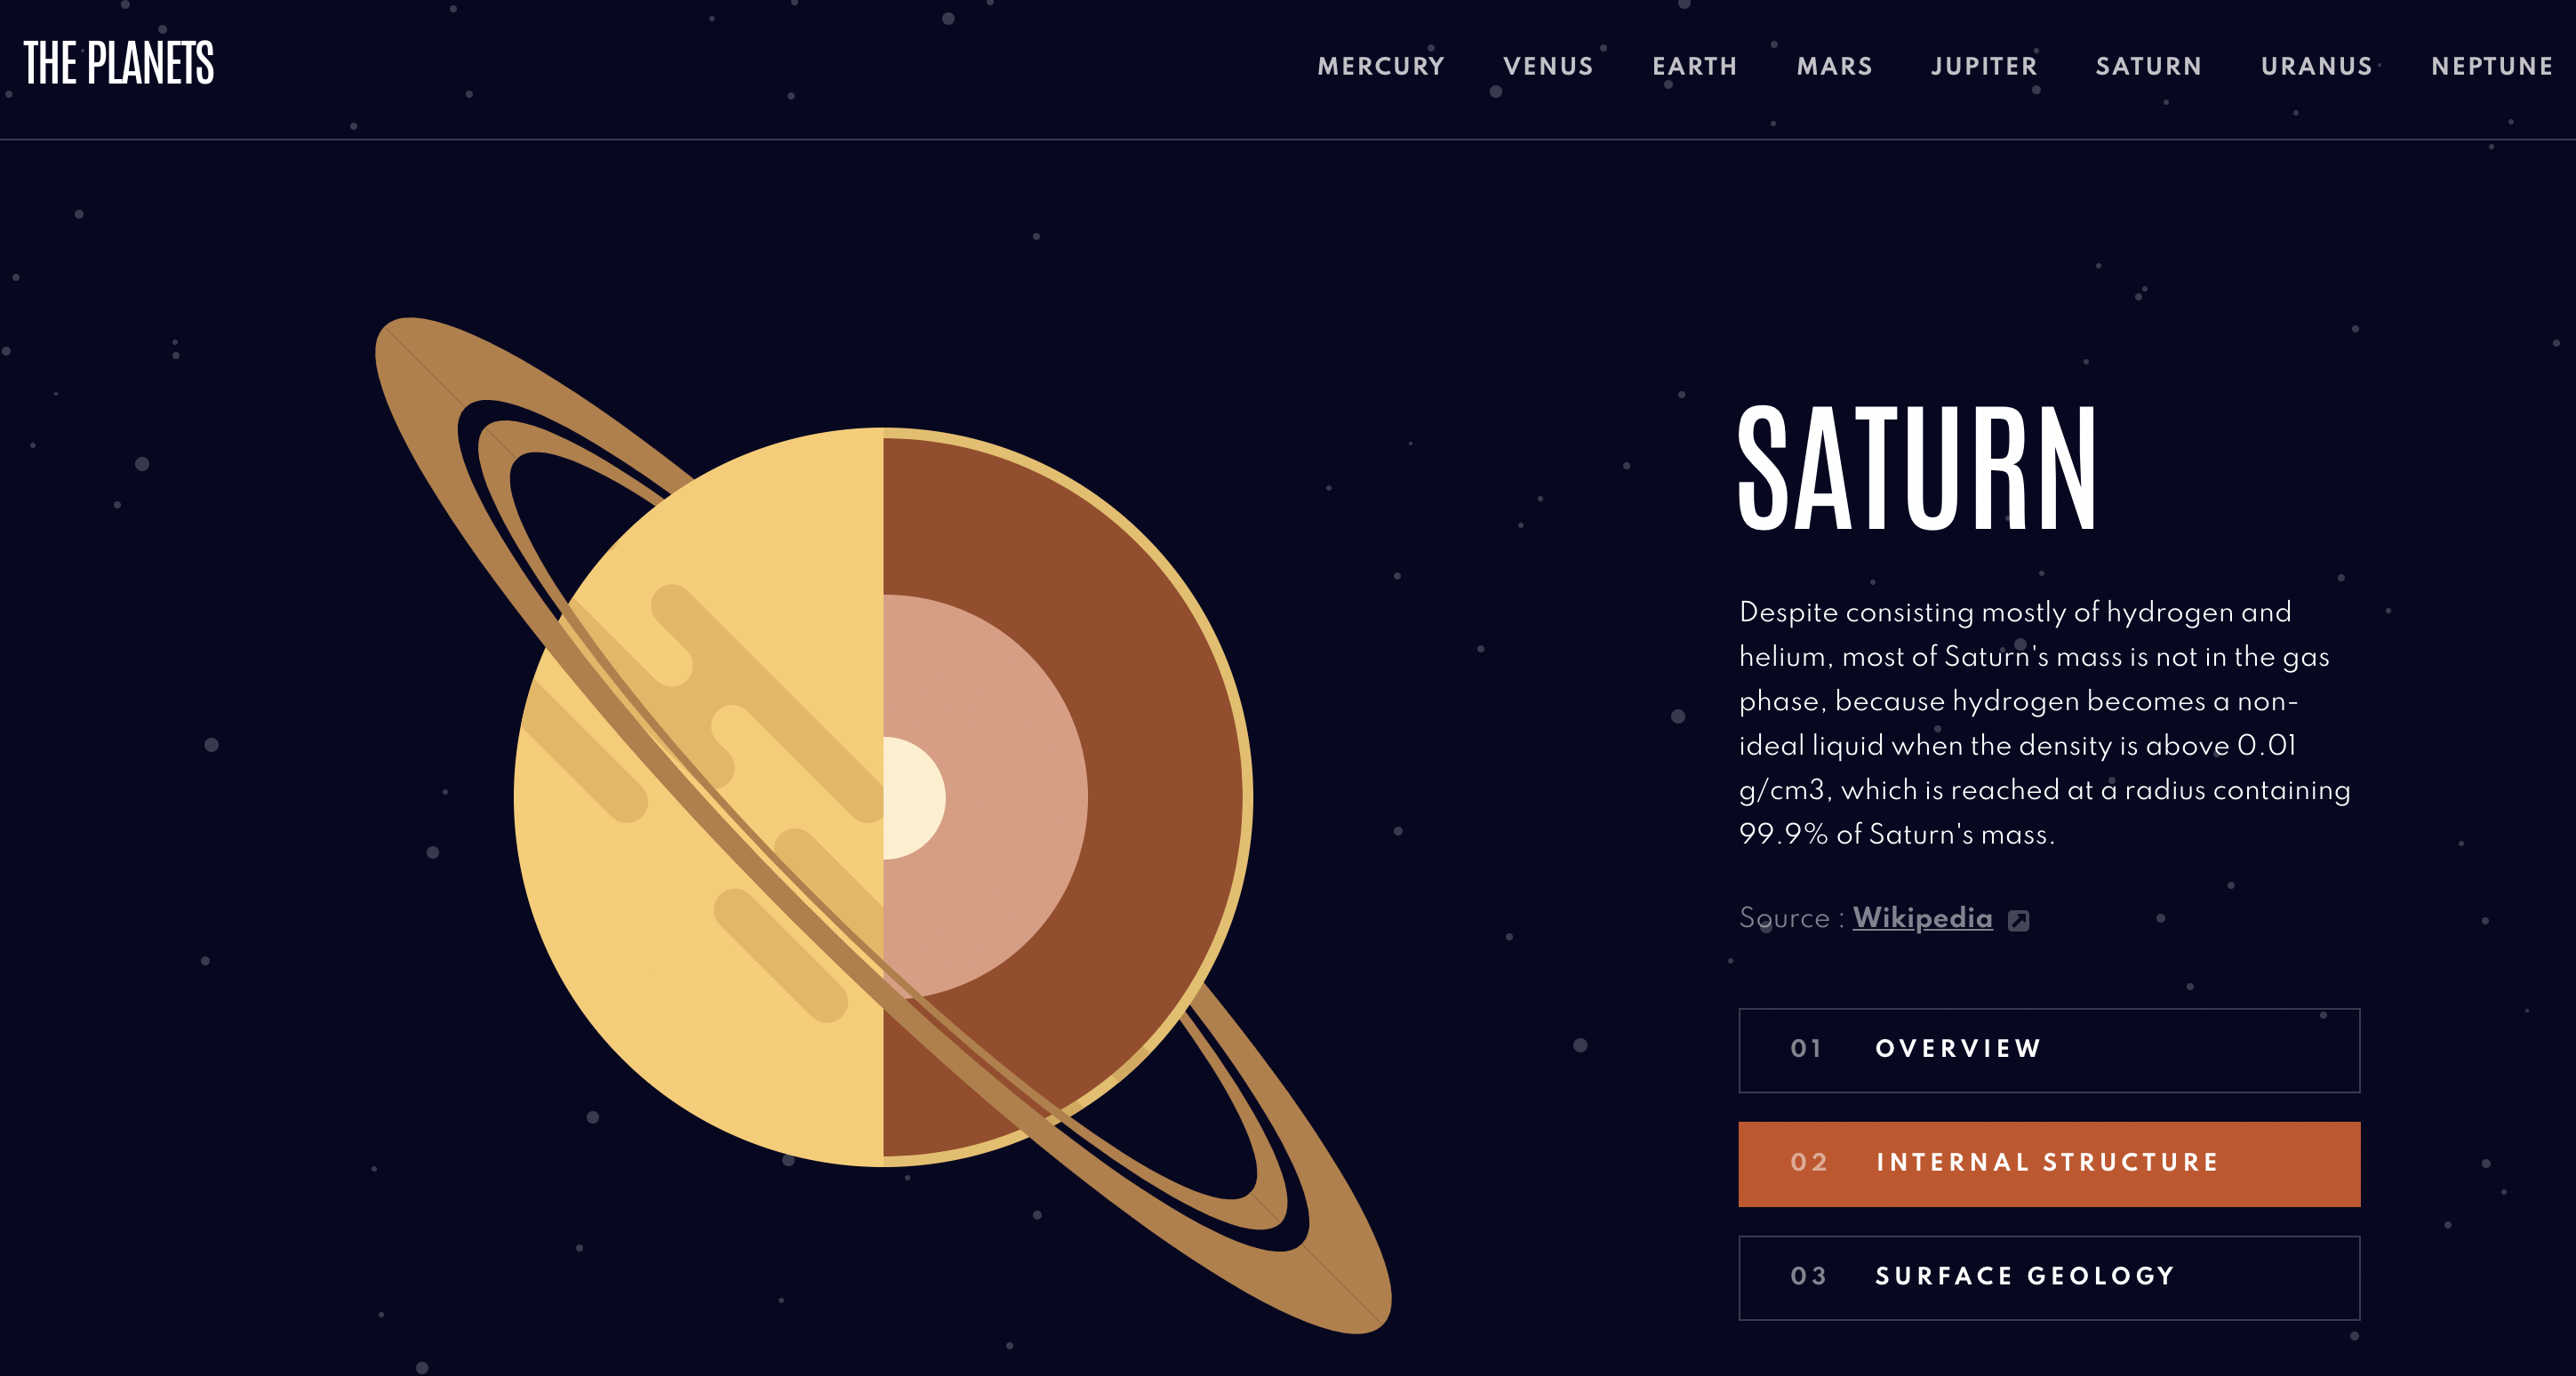 THE PLANETS
MERCURY VENUS EARTH MARS JUPITER SATURN URANUS NEPTUNE
SATURN
Despite consisting mostly of hydrogen and
helium, most of Saturn's mass is not in the gas
phase, because hydrogen becomes a non-
ideal liquid when the density is above 0.01
g/cm3, which is reached at a radius containing
99.9% of Saturn's mass.
Source : Wikipedia
01 OVERVIEW
02 INTERNAL STRUCTURE
03 SURFACE GEOLOGY